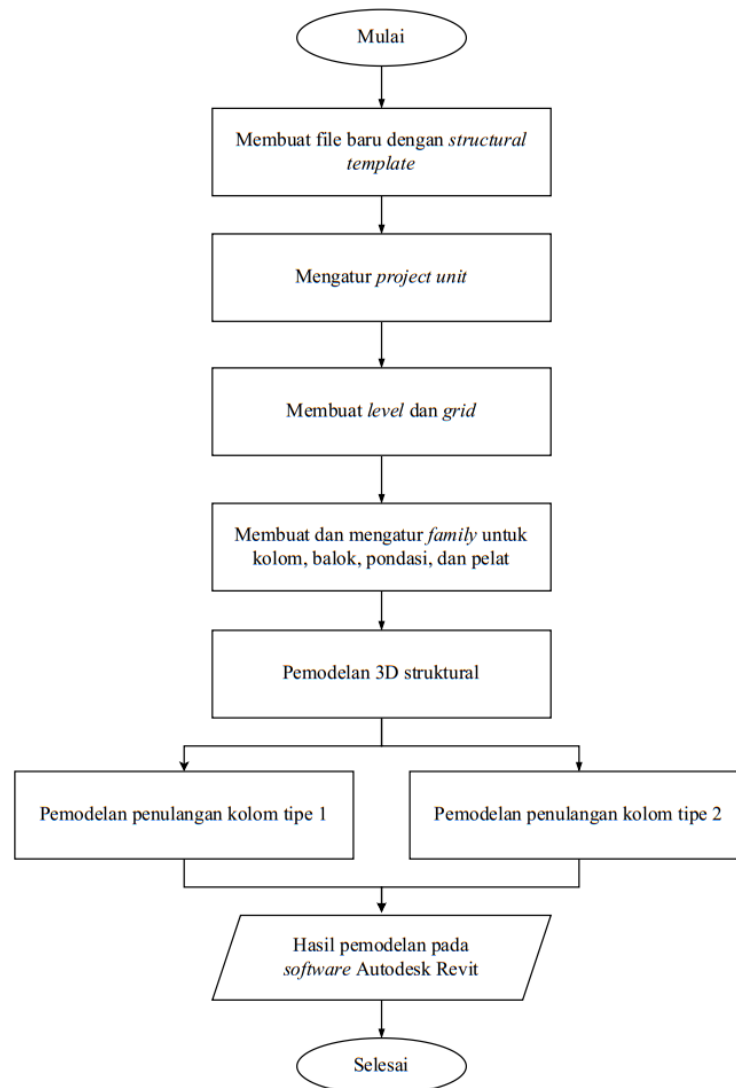 Mulai
Membuat file baru dengan structural
template
Mengatur project unit
Membuat level dan grid
Membuat dan mengatur family untuk
kolom, balok, pondasi, dan pelat
Pemodelan 3D struktural
Pemodelan penulangan kolom tipe 1
Pemodelan penulangan kolom tipe 2
Hasil pemodelan pada
software Autodesk Revit
Selesai